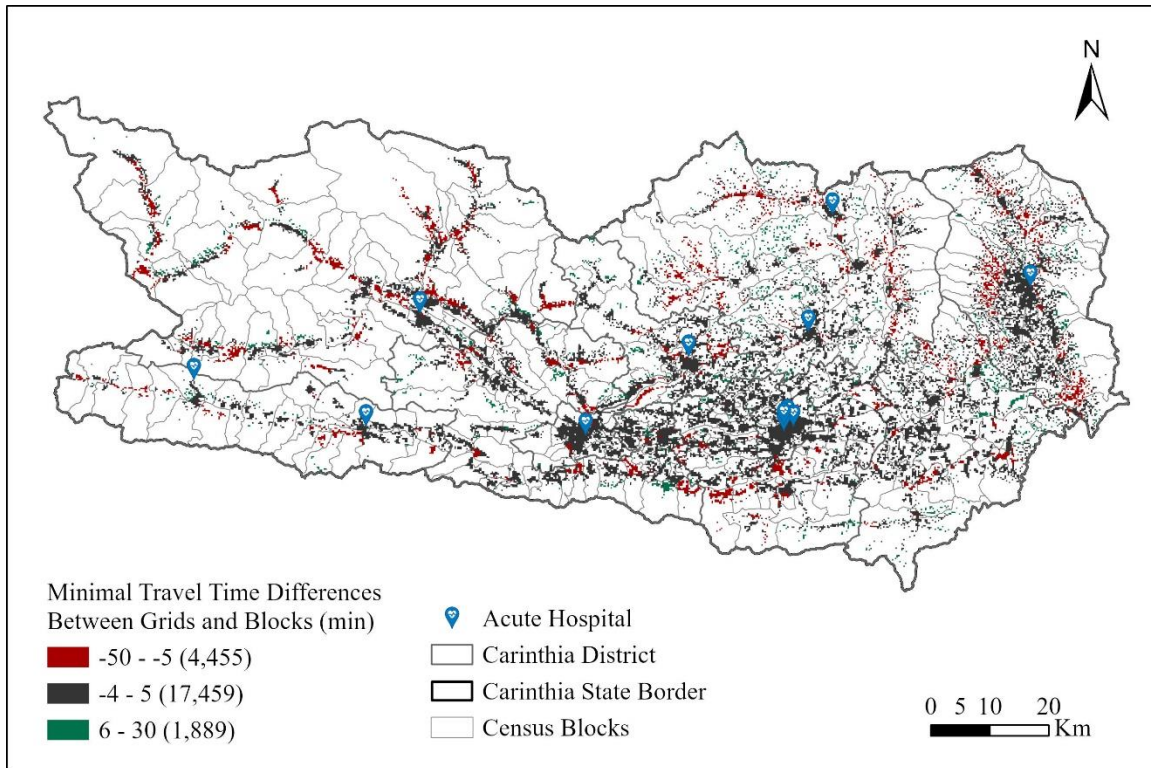 N
Minimal Travel Time Differences
Between Grids and Blocks (min)
-50 - -5 (4,455)
-4 - 5 (17,459)
6 - 30 (1,889)
Acute Hospital
Carinthia District
Carinthia State Border
Census Blocks
0 5 10 20
Km